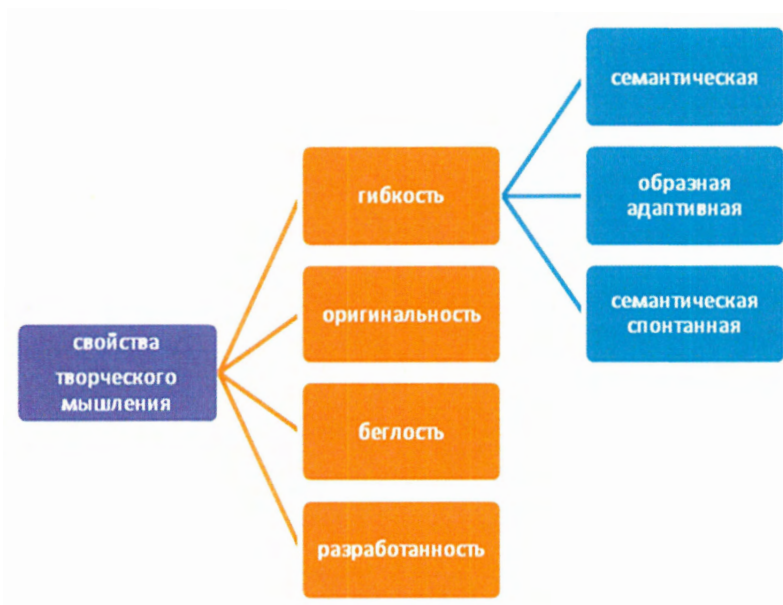 свойства
творческого
мышления
гибкость
оригинальность
беглость
разработанность
семантическая
образная
адаптивная
семантическая
спонтанная